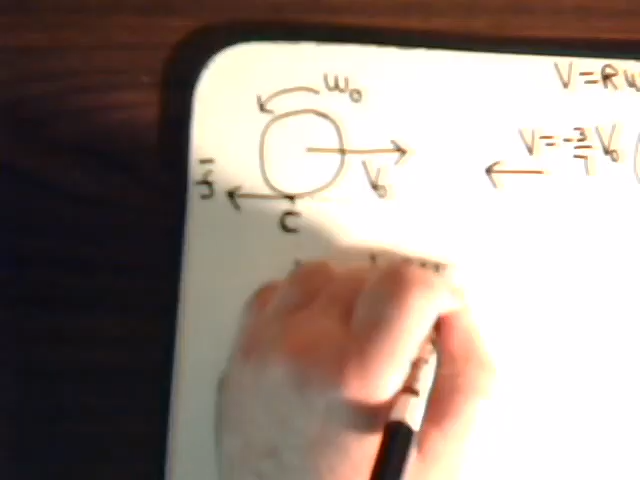 ω₀
V = Rω
V = -3/7 V₀
V₀
C